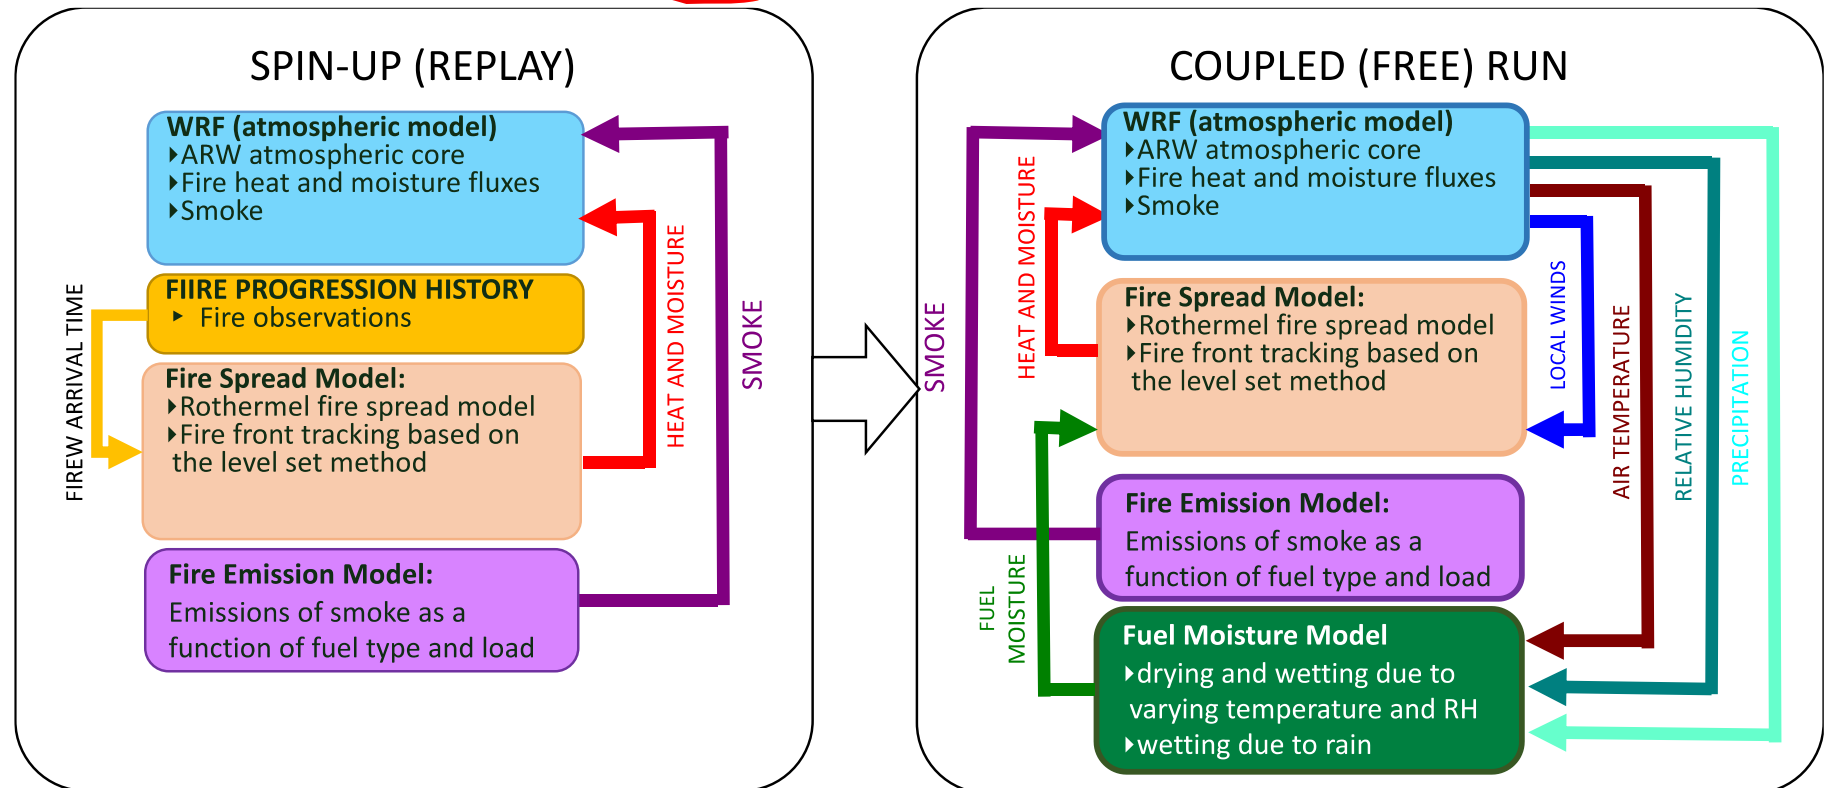 SPIN-UP (REPLAY)
WRF (atmospheric model)
ARW atmospheric core
Fire heat and moisture fluxes
Smoke
FIIRE PROGRESSION HISTORY
Fire observations
Fire Spread Model:
Rothermel fire spread model
Fire front tracking based on
the level set method
Fire Emission Model:
Emissions of smoke as a
function of fuel type and load
FIREW ARRIVAL TIME
HEAT AND MOISTURE
SMOKE
COUPLED (FREE) RUN
WRF (atmospheric model)
ARW atmospheric core
Fire heat and moisture fluxes
Smoke
Fire Spread Model:
Rothermel fire spread model
Fire front tracking based on
the level set method
Fire Emission Model:
Emissions of smoke as a
function of fuel type and load
Fuel Moisture Model
drying and wetting due to
varying temperature and RH
wetting due to rain
SMOKE
HEAT AND MOISTURE
FUEL
MOISTURE
LOCAL WINDS
AIR TEMPERATURE
RELATIVE HUMIDITY
PRECIPITATION